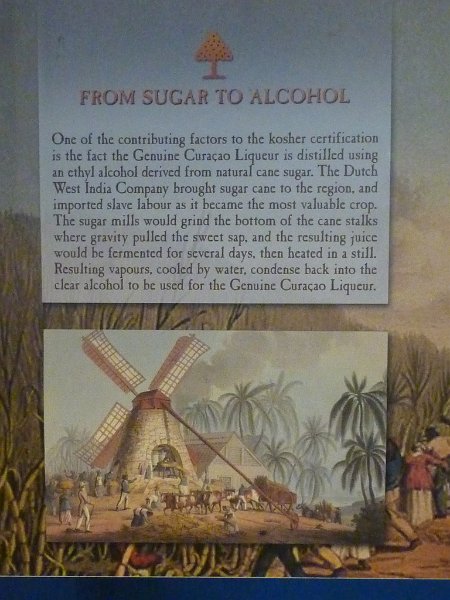 FROM SUGAR TO ALCOHOL
One of the contributing factors to the kosher certification
is the fact the Genuine Curaçao Liqueur is distilled using
an ethyl alcohol derived from natural cane sugar. The Dutch
West India Company brought sugar cane to the region, and
imported slave labour as it became the most valuable crop.
The sugar mills would grind the bottom of the cane stalks
where gravity pulled the sweet sap, and the resulting juice
would be fermented for several days, then heated in a still.
Resulting vapours, cooled by water, condense back into the
clear alcohol to be used for the Genuine Curaçao Liqueur.